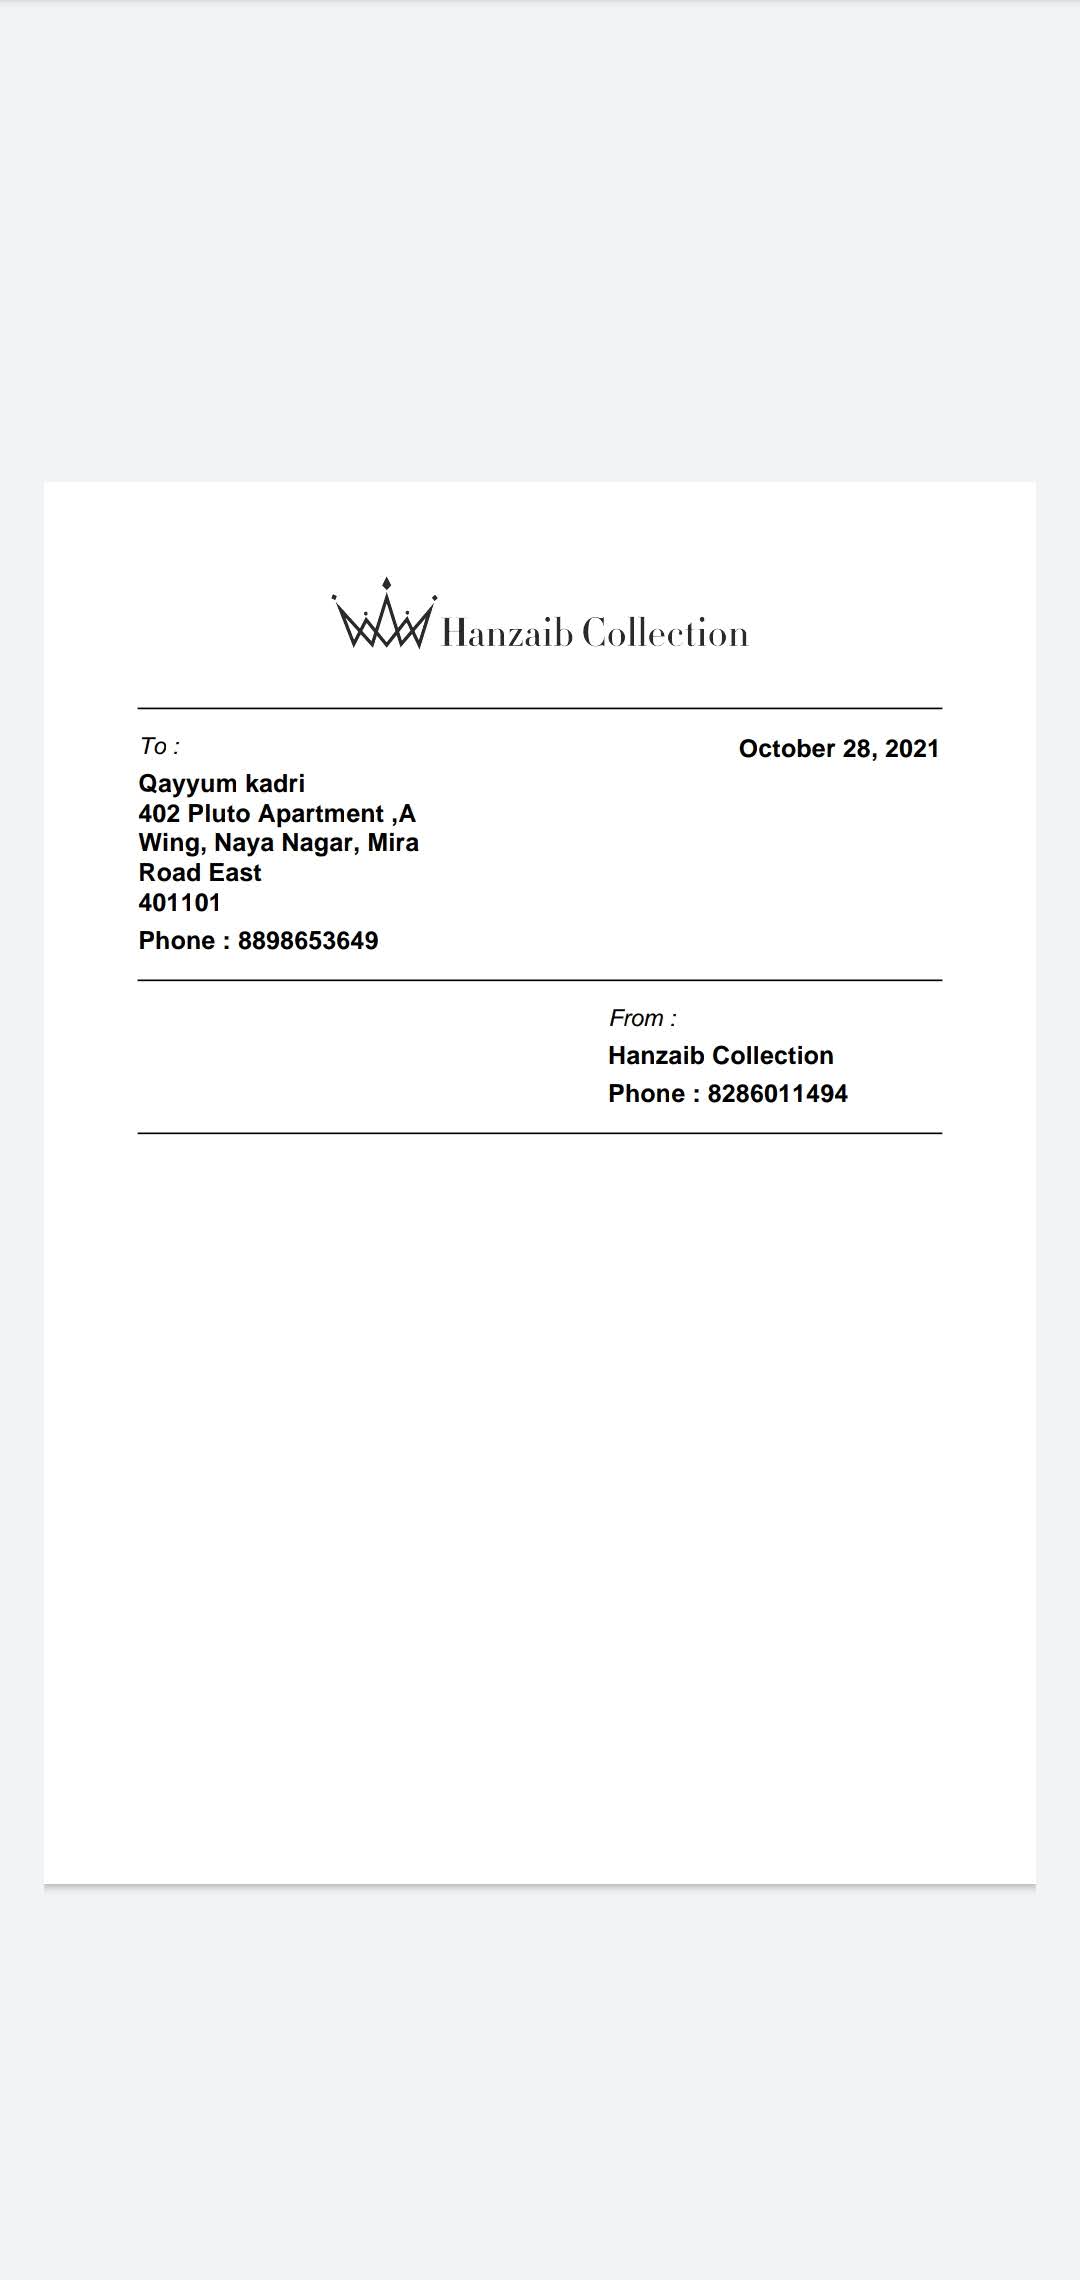 Hanzaib Collection
To :
October 28, 2021
Qayyum kadri
402 Pluto Apartment ,A
Wing, Naya Nagar, Mira
Road East
401101
Phone : 8898653649
From :
Hanzaib Collection
Phone : 8286011494